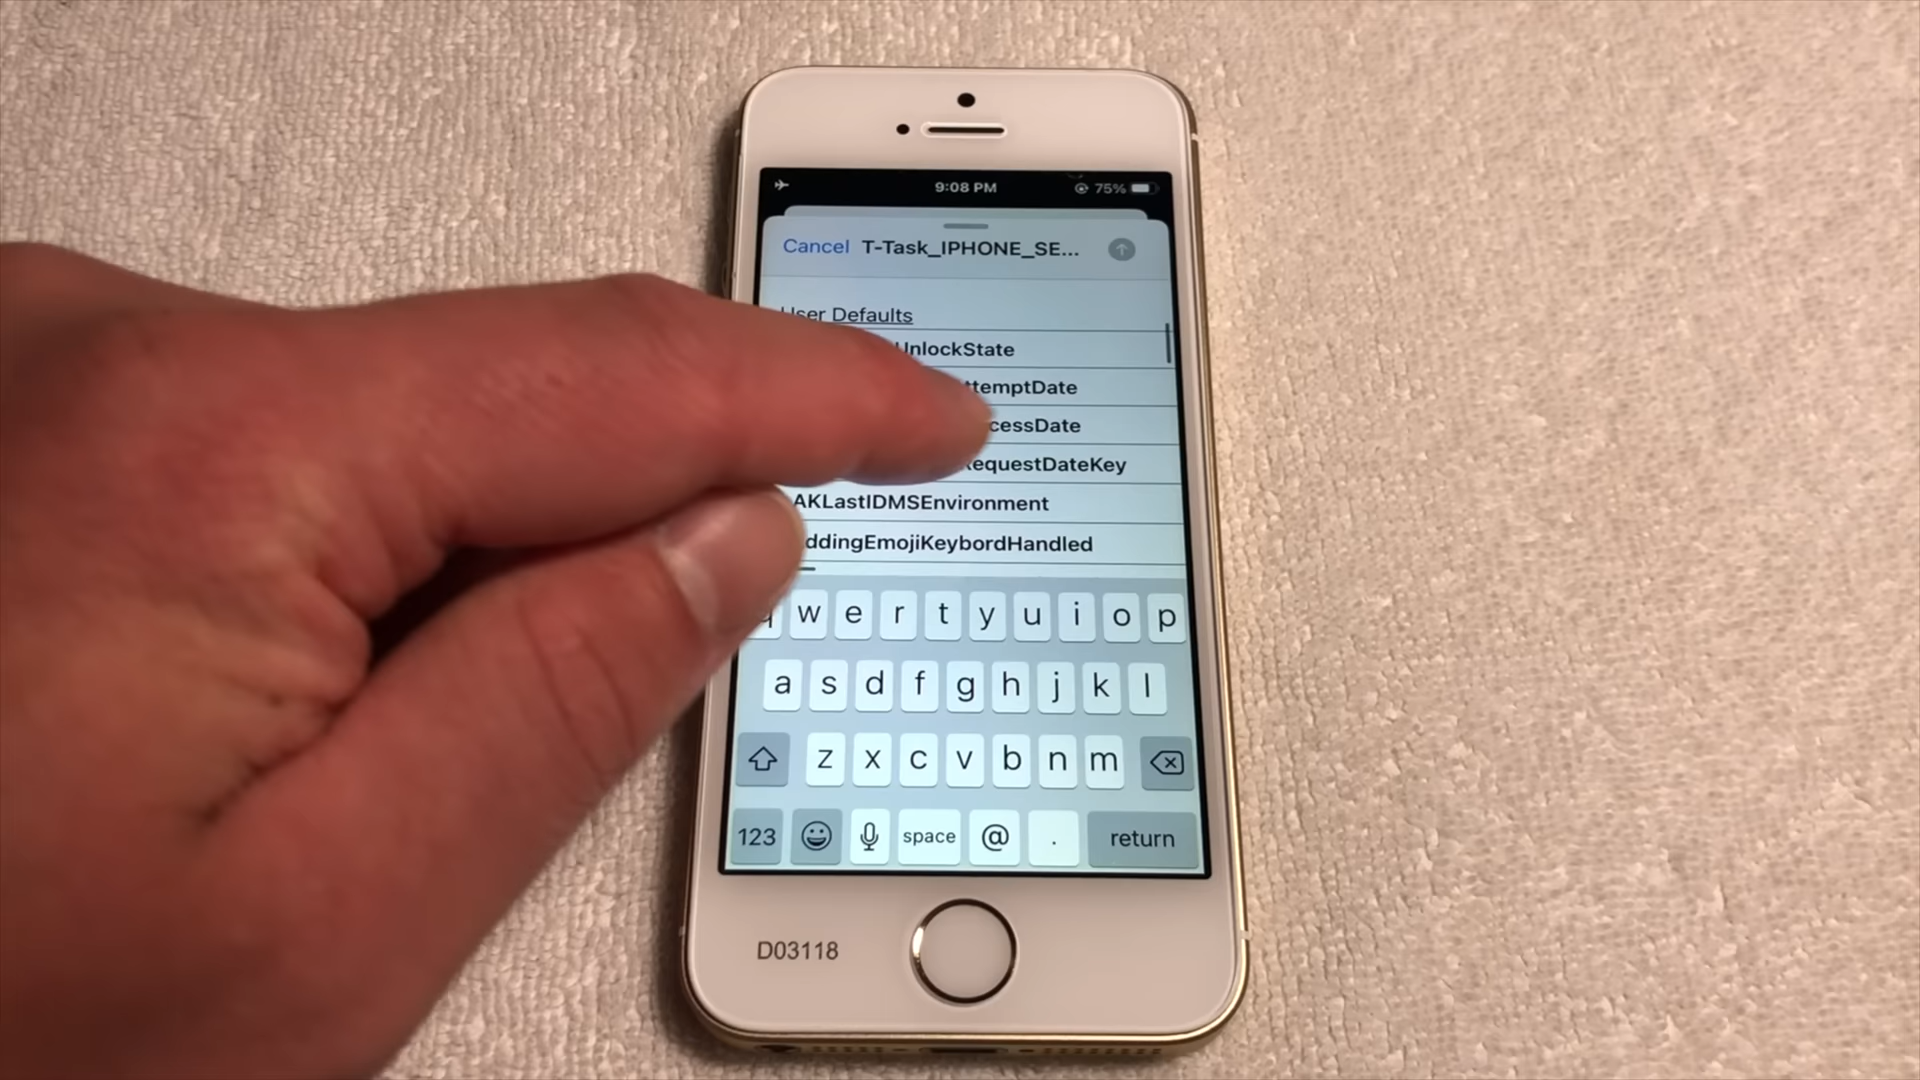 9:08 PM 75%
Cancel T-Task_IPHONE_SE...
User Defaults
UnlockState
ttemptDate
cessDate
equestDateKey
AKLastIDMSEnvironment
ddingEmojiKeybordHandled
q w e r t y u i o p
a s d f g h j k l
z x c v b n m
123 space @ . return
D03118